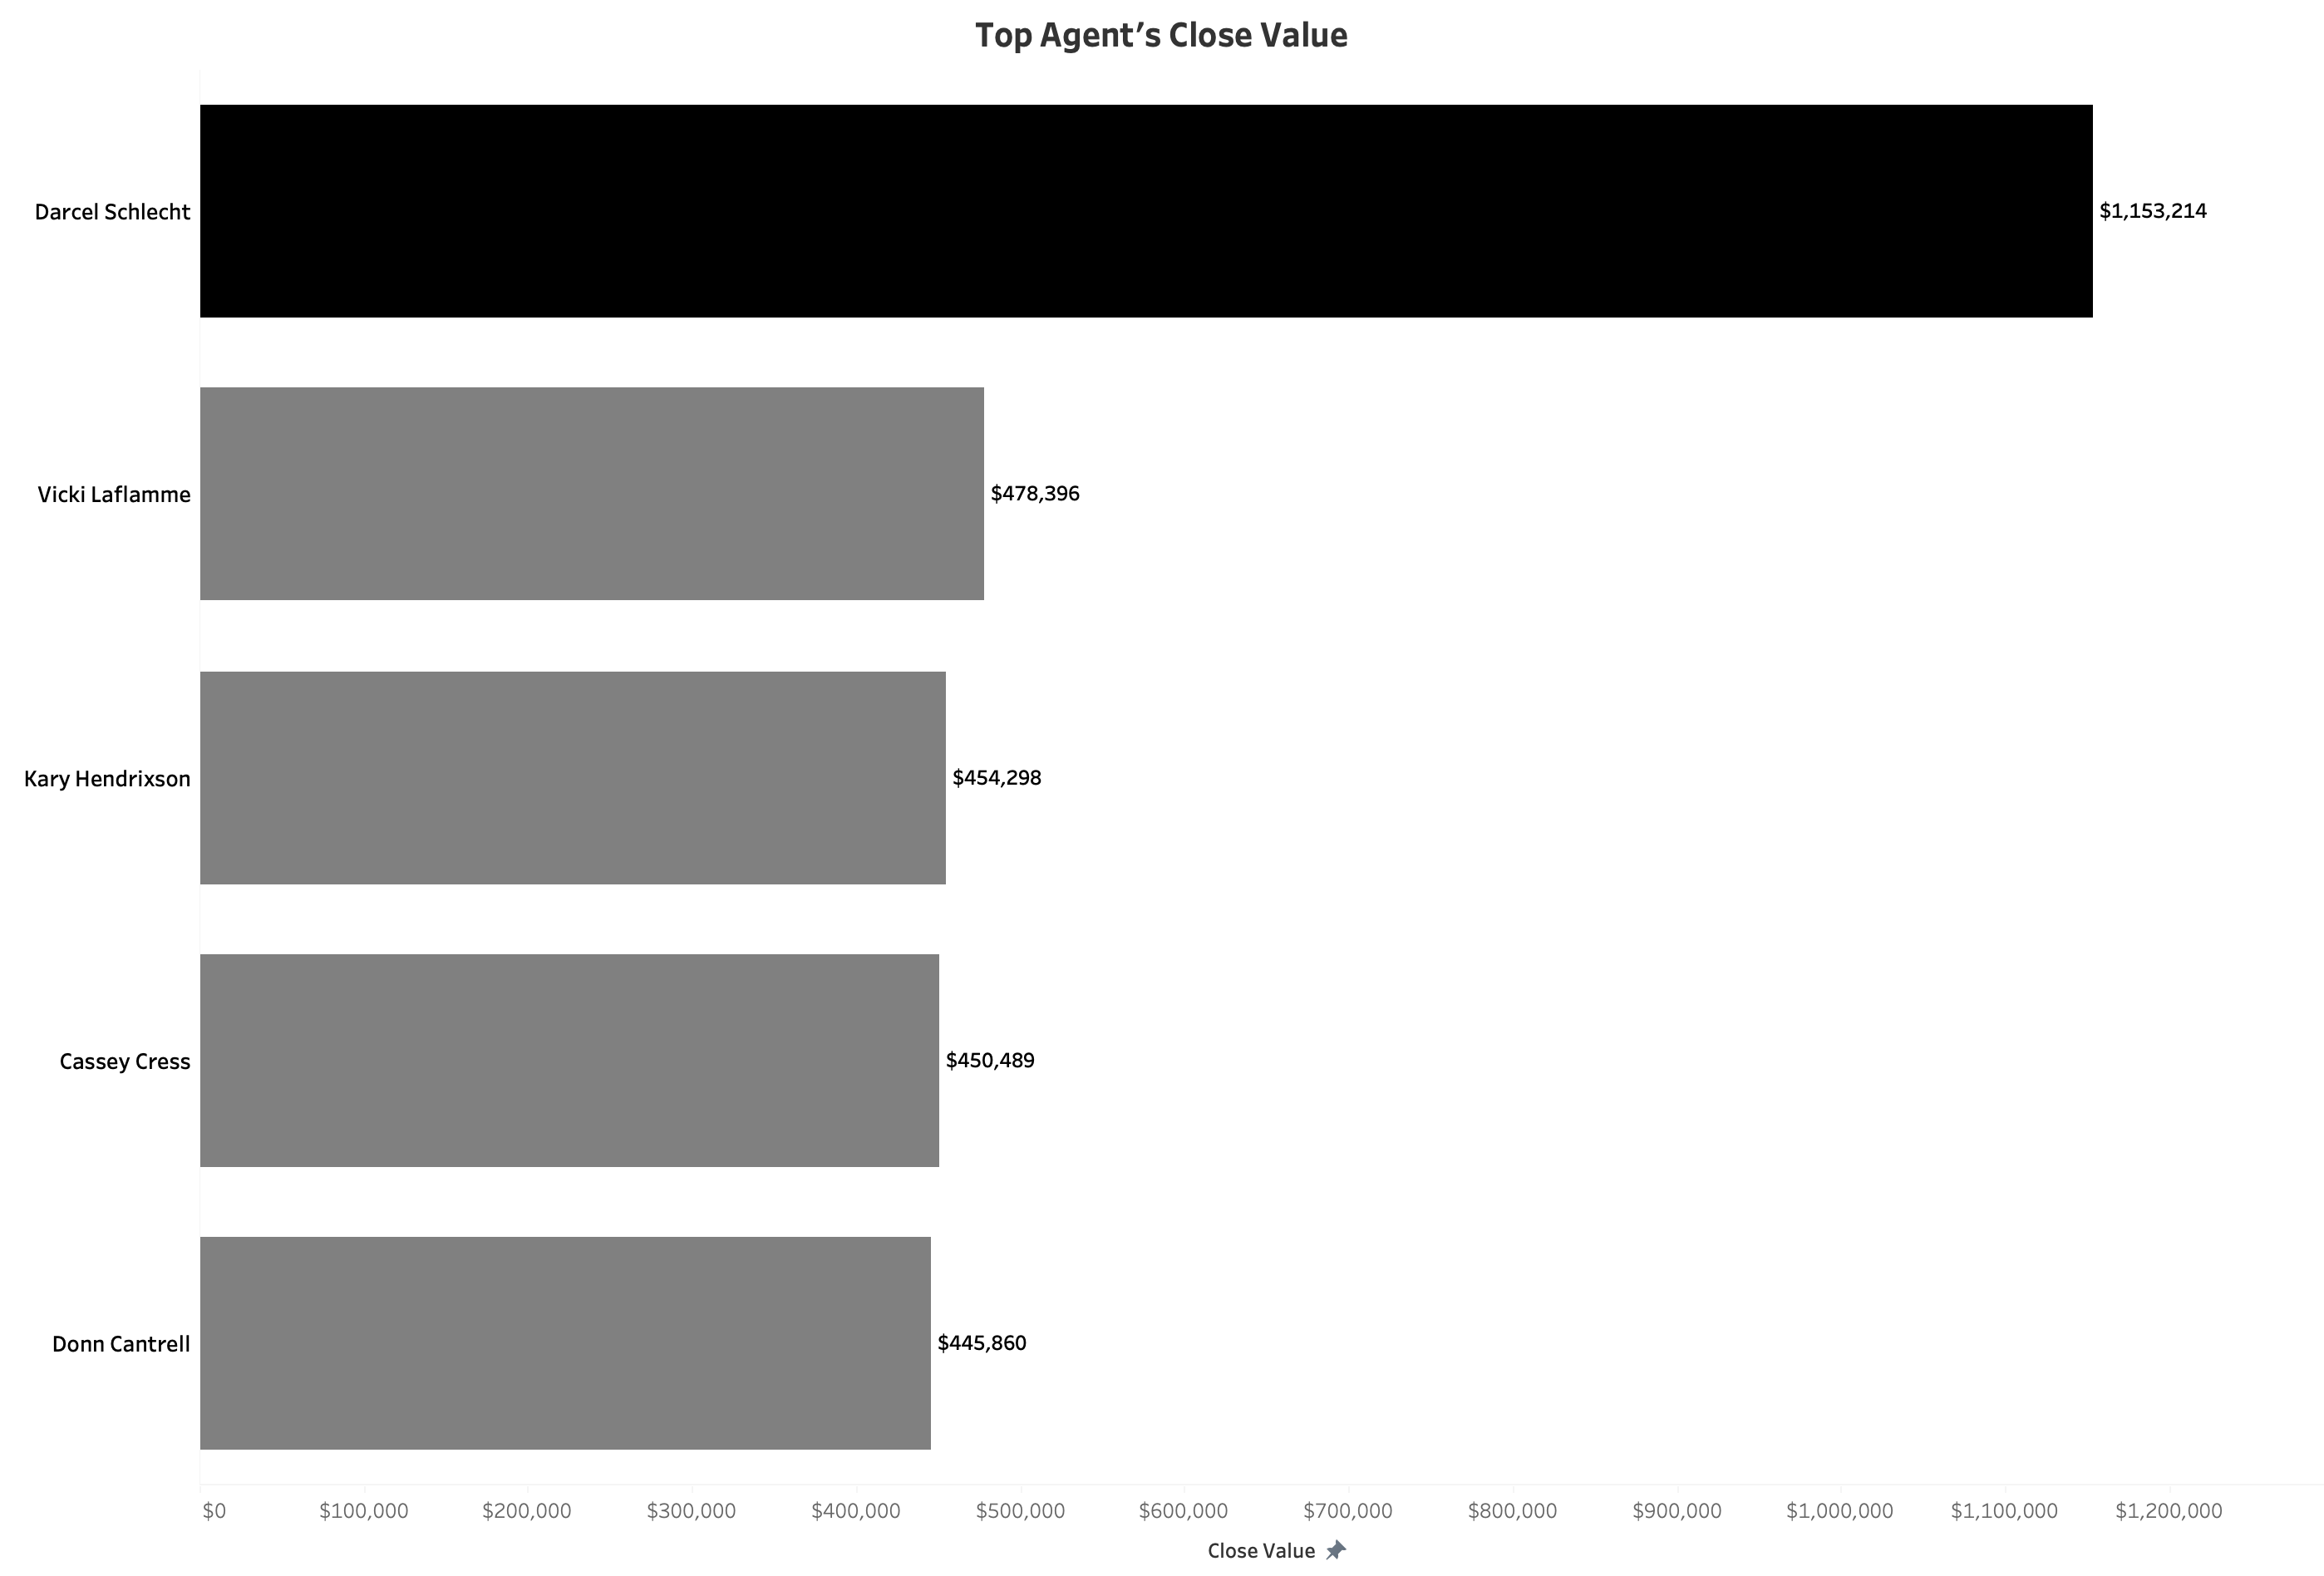 Top Agent’s Close Value
Darcel Schlecht
$1,153,214
Vicki Laflamme
$478,396
Kary Hendrixson
$454,298
Cassey Cress
$450,489
Donn Cantrell
$445,860
$0 $100,000 $200,000 $300,000 $400,000 $500,000 $600,000 $700,000 $800,000 $900,000 $1,000,000 $1,100,000 $1,200,000
Close Value